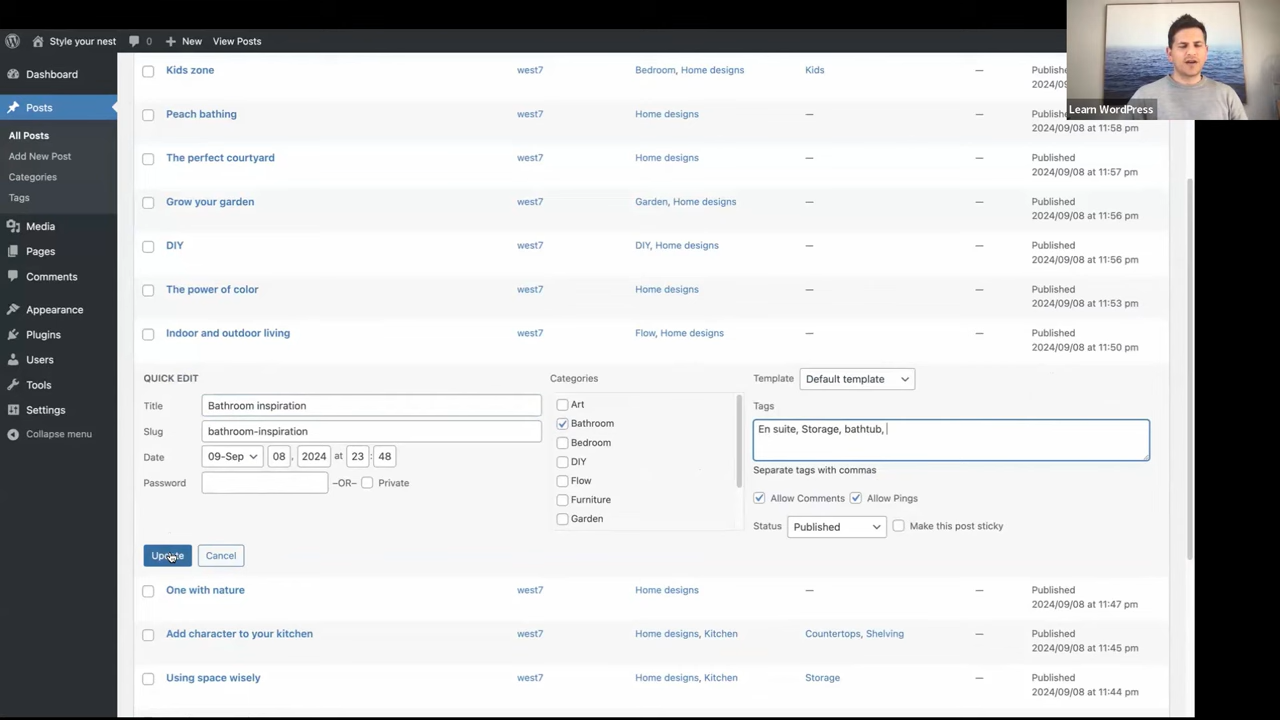 Style your nest 0 New View Posts
Learn WordPress
Dashboard
Posts
All Posts
Add New Post
Categories
Tags
Media
Pages
Comments
Appearance
Plugins
Users
Tools
Settings
Collapse menu
Kids zone west7 Bedroom, Home designs Kids — Published
Peach bathing west7 Home designs — — Published
2024/09/08 at 11:58 pm
The perfect courtyard west7 Home designs — — Published
2024/09/08 at 11:57 pm
Grow your garden west7 Garden, Home designs — — Published
2024/09/08 at 11:56 pm
DIY west7 DIY, Home designs — — Published
2024/09/08 at 11:56 pm
The power of color west7 Home designs — — Published
2024/09/08 at 11:53 pm
Indoor and outdoor living west7 Flow, Home designs — — Published
2024/09/08 at 11:50 pm
QUICK EDIT
Title Bathroom inspiration
Slug bathroom-inspiration
Date 09-Sep 08 , 2024 at 23 : 48
Password –OR– Private
Categories
Art
Bathroom
Bedroom
DIY
Flow
Furniture
Garden
Template Default template
Tags
En suite, Storage, bathtub,
Separate tags with commas
Allow Comments Allow Pings
Status Published Make this post sticky
Update Cancel
One with nature west7 Home designs — — Published
2024/09/08 at 11:47 pm
Add character to your kitchen west7 Home designs, Kitchen Countertops, Shelving — Published
2024/09/08 at 11:45 pm
Using space wisely west7 Home designs, Kitchen Storage — Published
2024/09/08 at 11:44 pm